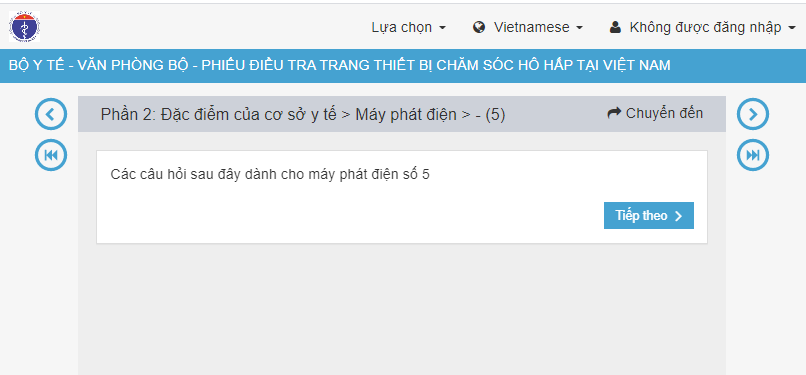 Lựa chọn Vietnamese Không được đăng nhập
BỘ Y TẾ - VĂN PHÒNG BỘ - PHIẾU ĐIỀU TRA TRANG THIẾT BỊ CHĂM SÓC HÔ HẤP TẠI VIỆT NAM
Phần 2: Đặc điểm của cơ sở y tế > Máy phát điện > - (5) Chuyển đến
Các câu hỏi sau đây dành cho máy phát điện số 5
Tiếp theo